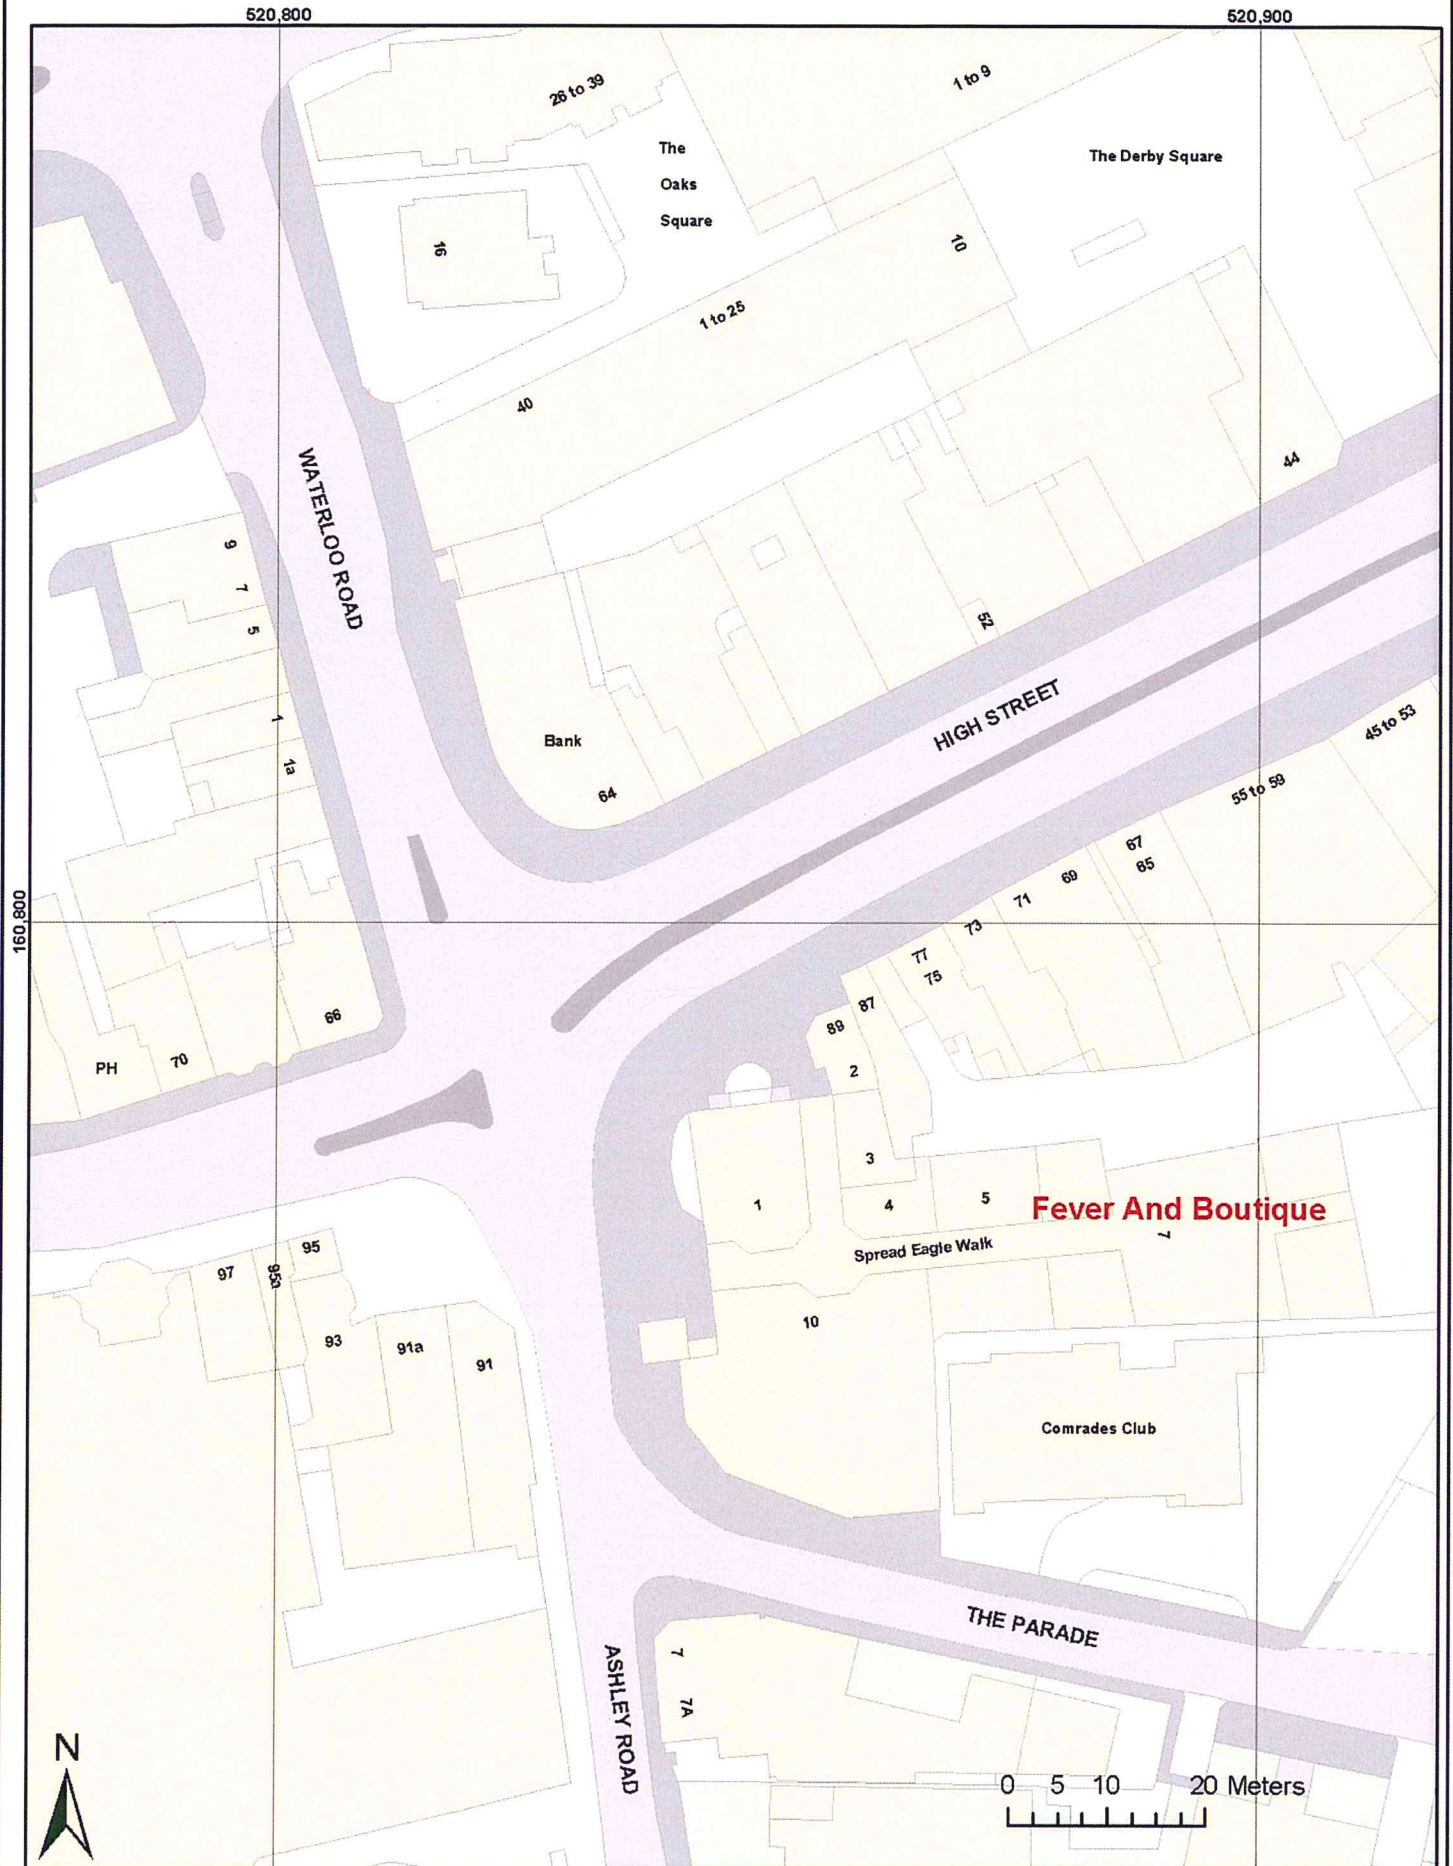 520,800
520,900
26 to 39
1 to 9
The
Oaks
Square
The Derby Square
16
10
1 to 25
40
44
WATERLOO ROAD
9
7
5
52
HIGH STREET
1
1a
Bank
64
45 to 53
55 to 59
67
65
69
71
73
77
75
160,800
87
89
2
66
70
PH
3
1
4
5
Fever And Boutique
7
Spread Eagle Walk
95
97
95a
93
91a
91
10
Comrades Club
THE PARADE
7
7A
ASHLEY ROAD
N
0 5 10 20 Meters